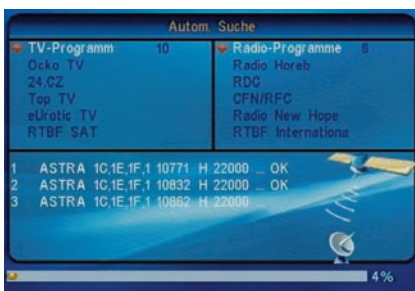 Autom. Suche
TV-Programm 10
Ocko TV
24.CZ
Top TV
eUrotic TV
RTBF SAT
Radio-Programme 6
Radio Horeb
RDC
CFN/RFC
Radio New Hope
RTBF Internationa
1 ASTRA 1C,1E,1F,1 10771 H 22000 ... OK
2 ASTRA 1C,1E,1F,1 10832 H 22000 ... OK
3 ASTRA 1C,1E,1F,1 10862 H 22000 ...
4%